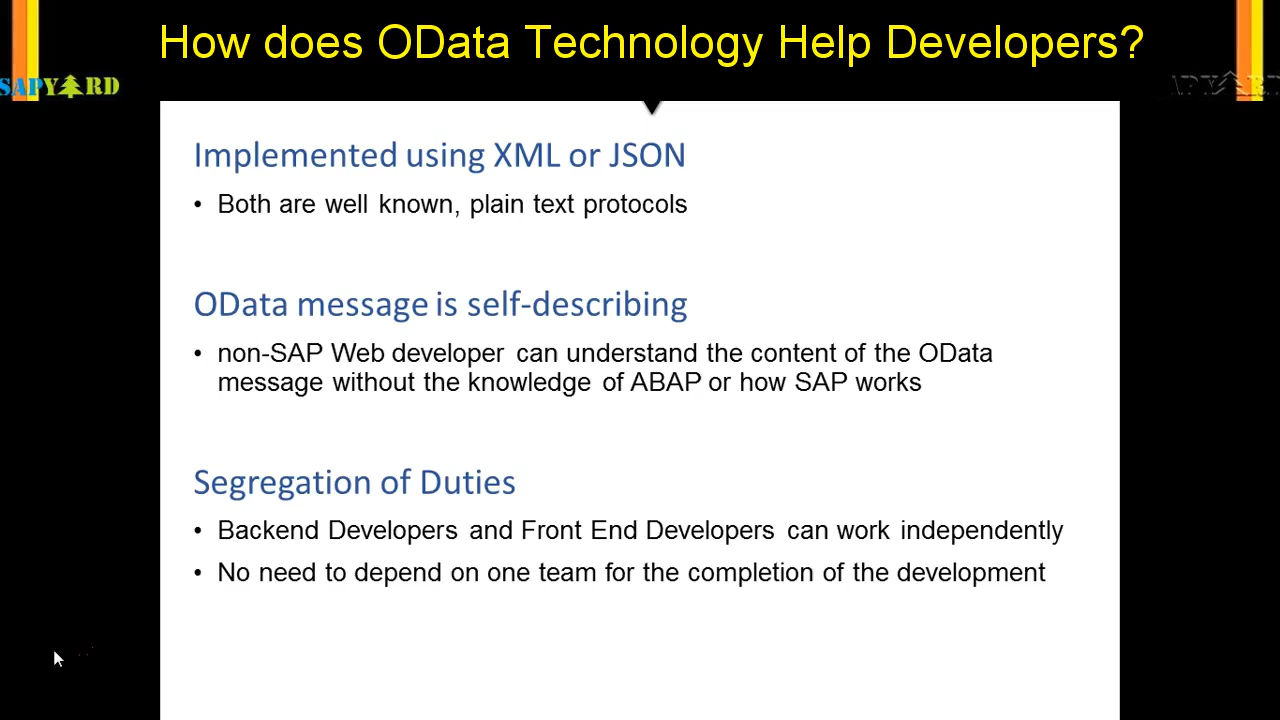 How does OData Technology Help Developers?
SAPYARD
Implemented using XML or JSON
• Both are well known, plain text protocols
OData message is self-describing
• non-SAP Web developer can understand the content of the OData
message without the knowledge of ABAP or how SAP works
Segregation of Duties
• Backend Developers and Front End Developers can work independently
• No need to depend on one team for the completion of the development